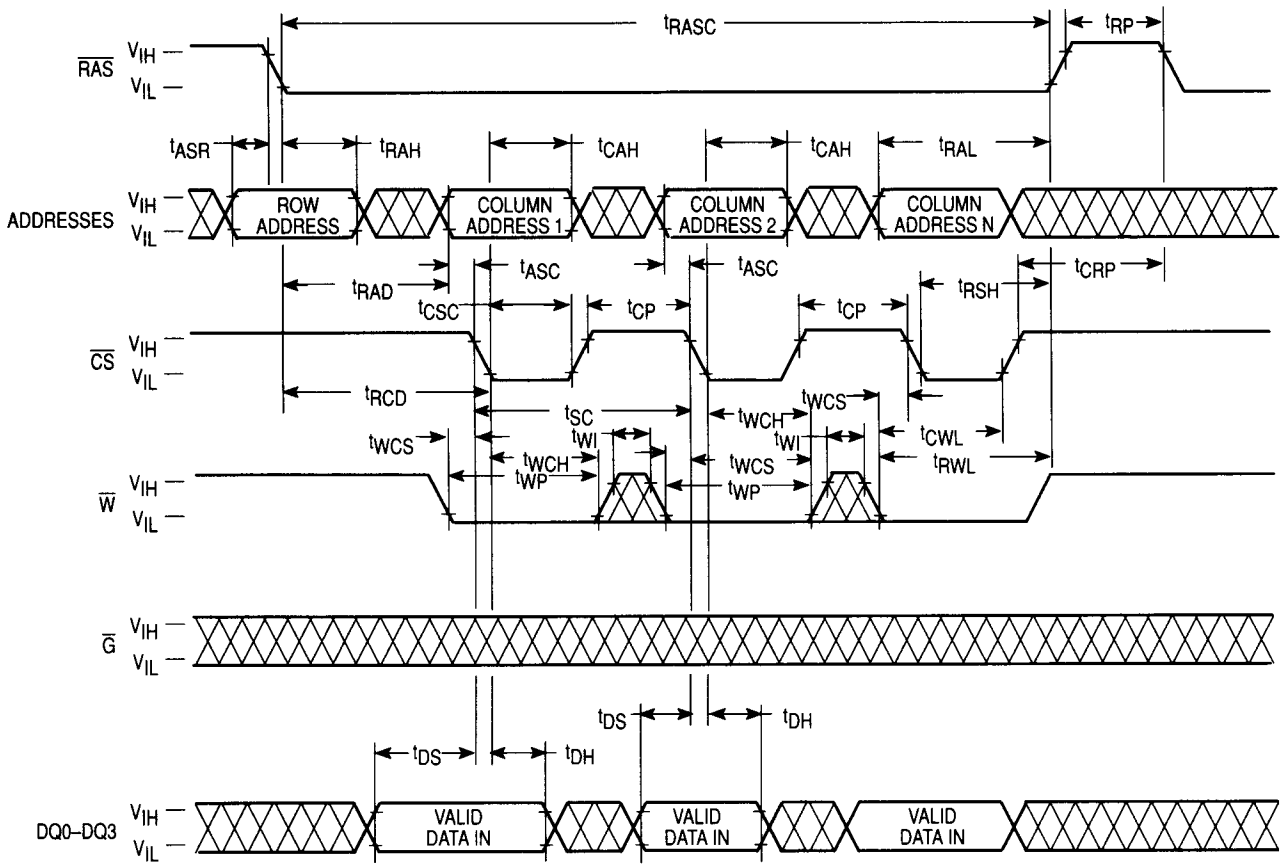 tRASC
tRP
RAS
VIH
VIL
tASR
tRAH
tCAH
tCAH
tRAL
ADDRESSES
VIH
VIL
ROW
ADDRESS
COLUMN
ADDRESS 1
COLUMN
ADDRESS 2
COLUMN
ADDRESS N
tRAD
tASC
tASC
tCRP
tCSC
tCP
tCP
tRSH
CS
VIH
VIL
tRCD
tSC
tWCH
tWCS
tWCS
tWI
tWI
tCWL
tWCH
tWCS
tRWL
tWP
tWP
W
VIH
VIL
G
VIH
VIL
tDS
tDH
tDS
tDH
DQ0–DQ3
VIH
VIL
VALID
DATA IN
VALID
DATA IN
VALID
DATA IN